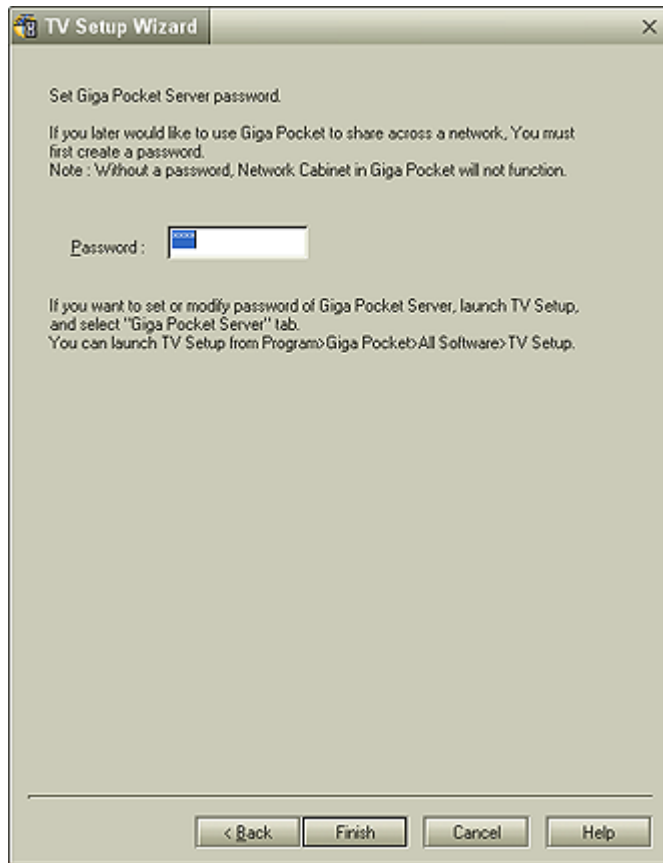 TV Setup Wizard
Set Giga Pocket Server password.
If you later would like to use Giga Pocket to share across a network, You must
first create a password.
Note : Without a password, Network Cabinet in Giga Pocket will not function.
Password : xxxx
If you want to set or modify password of Giga Pocket Server, launch TV Setup,
and select "Giga Pocket Server" tab.
You can launch TV Setup from Program>Giga Pocket>All Software>TV Setup.
< Back Finish Cancel Help